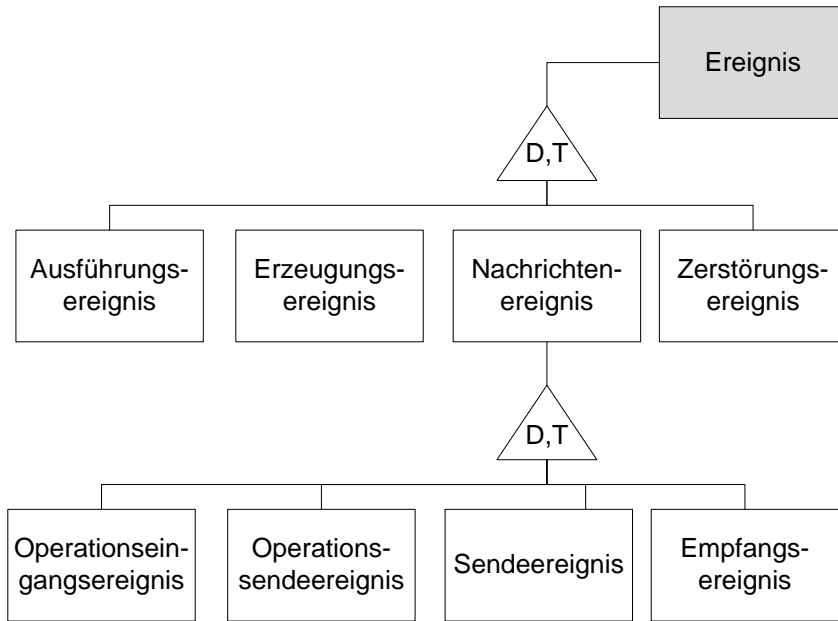 Ereignis
D,T
Ausführungs-
ereignis
Erzeugungs-
ereignis
Nachrichten-
ereignis
Zerstörungs-
ereignis
D,T
Operationsein-
gangsereignis
Operations-
sendeereignis
Sendeereignis
Empfangs-
ereignis